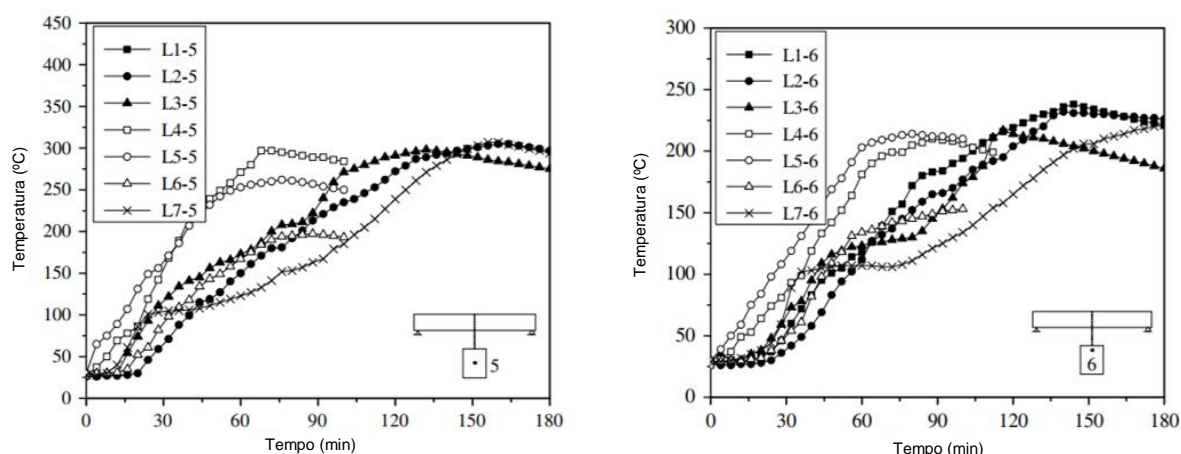 450
400
350
300
250
200
150
100
50
0
Temperatura (ºC)
L1-5
L2-5
L3-5
L4-5
L5-5
L6-5
L7-5
5
0 30 60 90 120 150 180
Tempo (min)
300
250
200
150
100
50
0
Temperatura (ºC)
L1-6
L2-6
L3-6
L4-6
L5-6
L6-6
L7-6
6
0 30 60 90 120 150 180
Tempo (min)